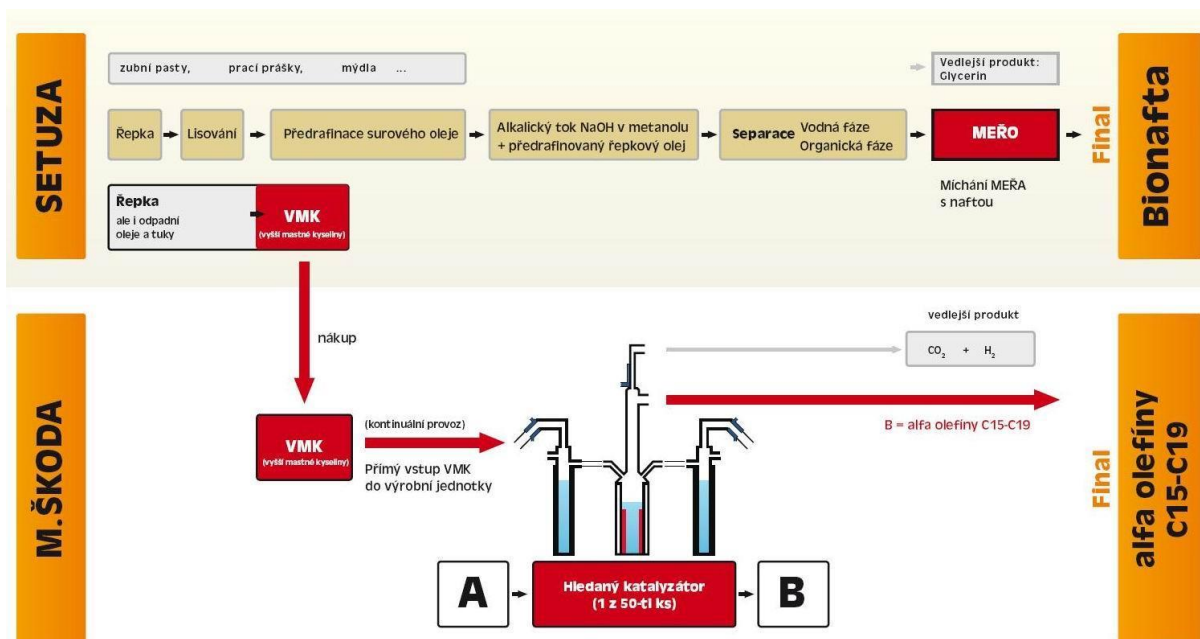 SETUZA
zubní pasty, prací prášky, mýdla ...
Vedlejší produkt:
Glycerin
Řepka
Lisování
Předrafinace surového oleje
Alkalický tok NaOH v metanolu
+ předrafinovaný řepkový olej
Separace
Vodná fáze
Organická fáze
MEŘO
Final
Bionafta
Míchání MEŘA
s naftou
Řepka
ale i odpadní
oleje a tuky
VMK
(vyšší mastné kyseliny)
nákup
M.ŠKODA
VMK
(vyšší mastné kyseliny)
(kontinuální provoz)
Přímý vstup VMK
do výrobní jednotky
vedlejší produkt
CO₂ + H₂
B = alfa olefíny C15-C19
Final
alfa olefíny
C15-C19
A
Hledaný katalyzátor
(1 z 50-ti ks)
B